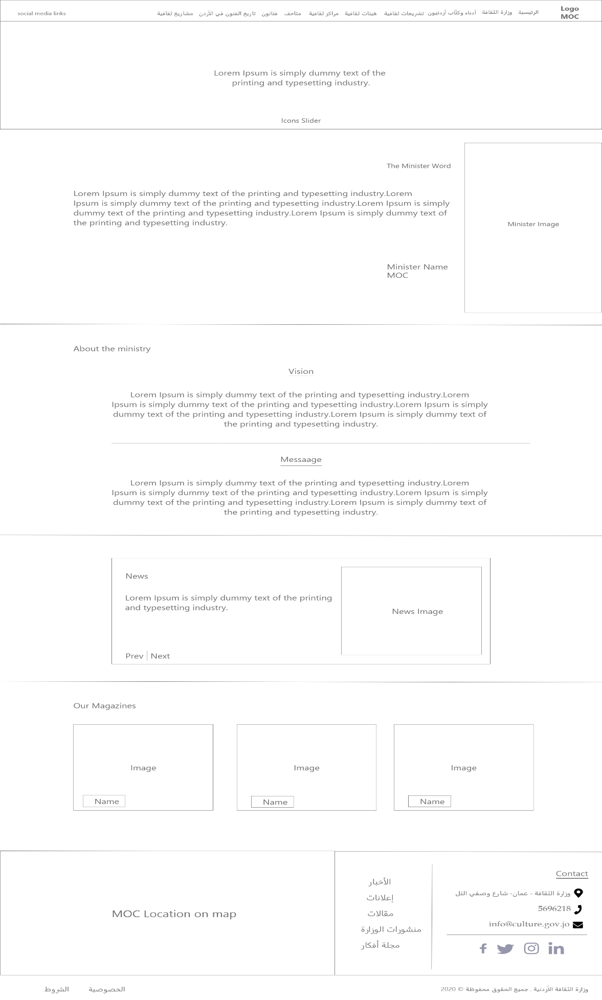 Logo
MOC
الرئيسية
وزارة الثقافة
أدباء وكتّاب أردنيون
تشريعات ثقافية
هيئات ثقافية
مراكز ثقافية
متاحف
فنانون
تاريخ الفنون في الأردن
مشاريع ثقافية
social media links
Lorem Ipsum is simply dummy text of the
printing and typesetting industry.
Icons Slider
The Minister Word
Lorem Ipsum is simply dummy text of the printing and typesetting industry.Lorem
Ipsum is simply dummy text of the printing and typesetting industry.Lorem Ipsum is simply
dummy text of the printing and typesetting industry.Lorem Ipsum is simply dummy text of
the printing and typesetting industry.
Minister Image
Minister Name
MOC
About the ministry
Vision
Lorem Ipsum is simply dummy text of the printing and typesetting industry.Lorem
Ipsum is simply dummy text of the printing and typesetting industry.Lorem Ipsum is simply
dummy text of the printing and typesetting industry.Lorem Ipsum is simply dummy text of
the printing and typesetting industry.
Messaage
Lorem Ipsum is simply dummy text of the printing and typesetting industry.Lorem
Ipsum is simply dummy text of the printing and typesetting industry.Lorem Ipsum is simply
dummy text of the printing and typesetting industry.Lorem Ipsum is simply dummy text of
the printing and typesetting industry.
News
Lorem Ipsum is simply dummy text of the printing
and typesetting industry.
News Image
Prev | Next
Our Magazines
Image
Name
Image
Name
Image
Name
MOC Location on map
الأخبار
إعلانات
مقالات
منشورات الوزارة
مجلة أفكار
Contact
وزارة الثقافة - عمان- شارع وصفي التل
5696218
info@culture.gov.jo
وزارة الثقافة الأردنية . جميع الحقوق محفوظة © 2020
الخصوصية
الشروط